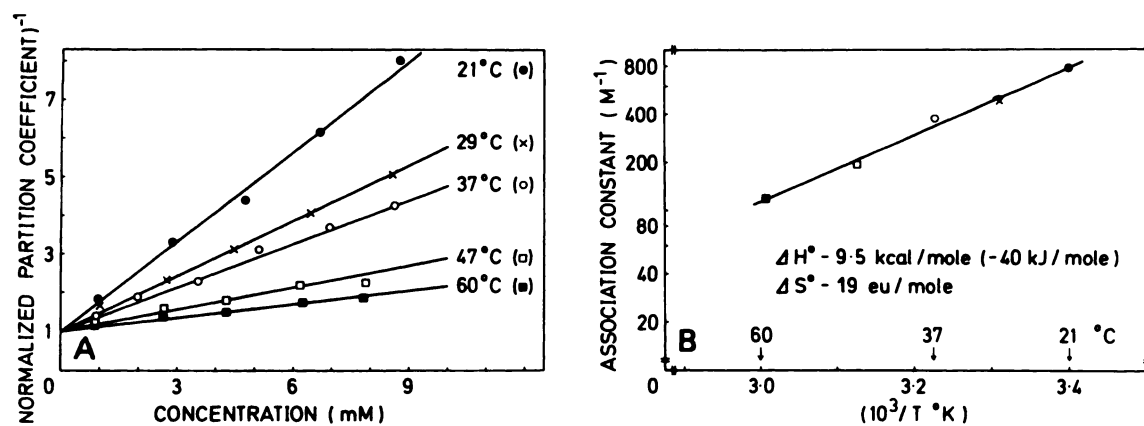 NORMALIZED PARTITION COEFFICIENT)⁻¹
7
5
3
1
0
3
6
9
CONCENTRATION (mM)
21°C (●)
29°C (×)
37°C (○)
47°C (□)
60°C (■)
A
ASSOCIATION CONSTANT (M⁻¹)
800
400
200
80
40
20
0
Δ H° - 9·5 kcal/mole (-40 kJ/mole)
Δ S° - 19 eu/mole
B
60 37 21 °C
3·0 3·2 3·4
(10³/T °K)